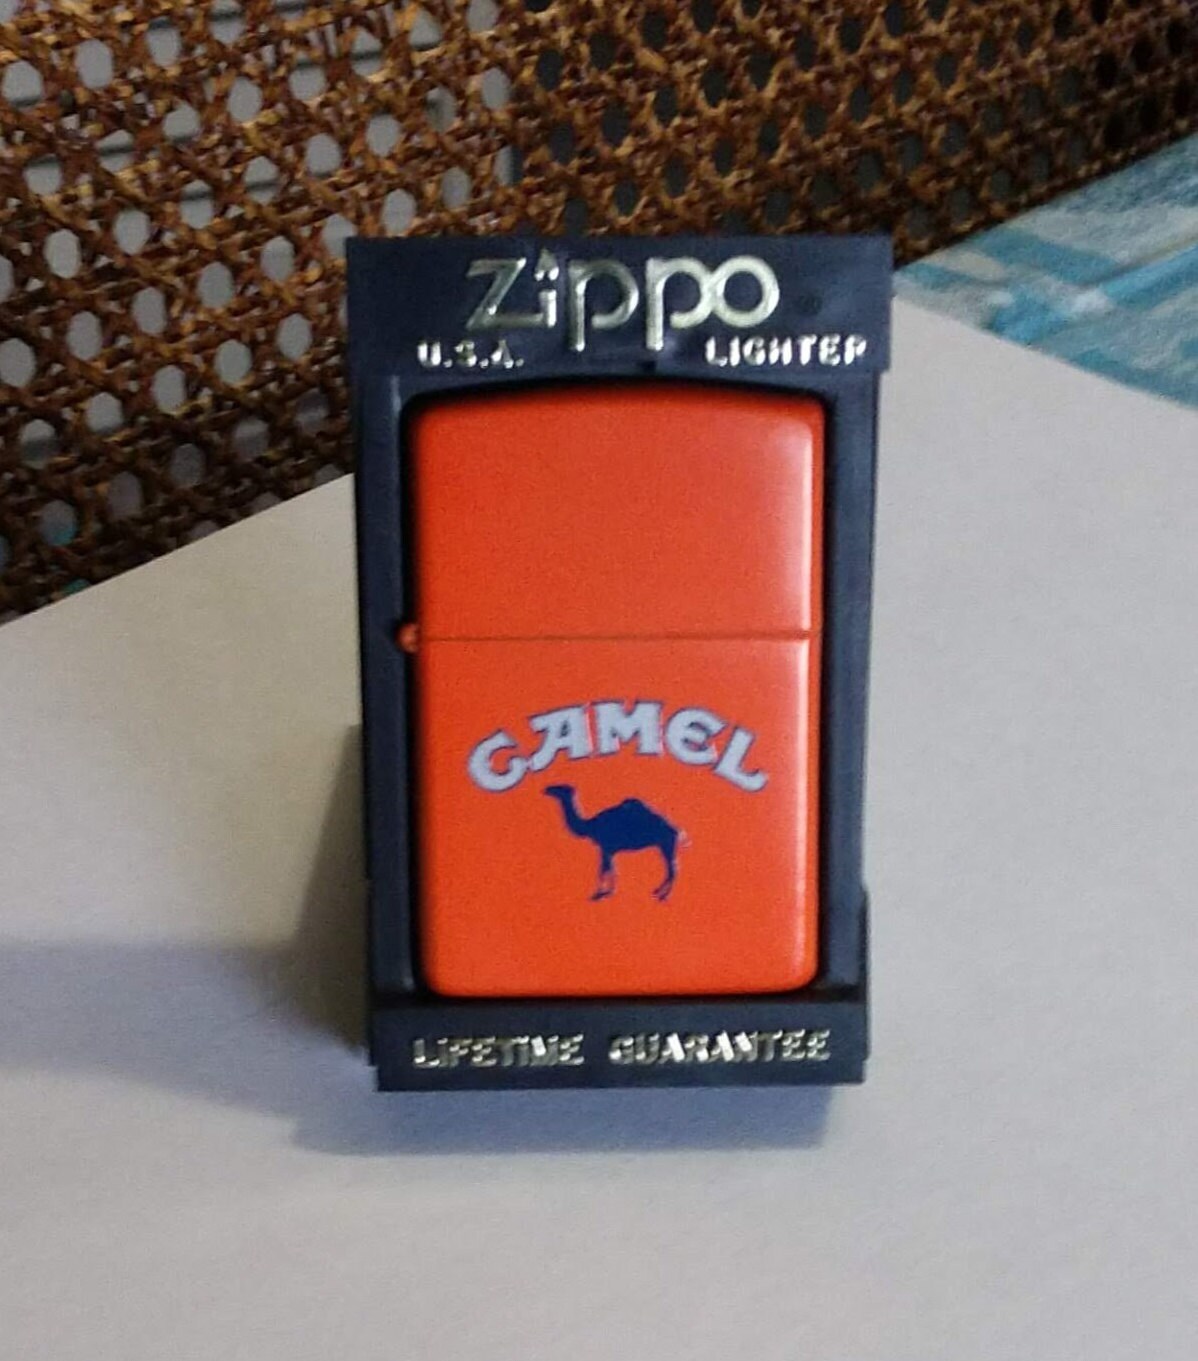 Zippo
U.S.A. LIGHTER
CAMEL
LIFETIME GUARANTEE